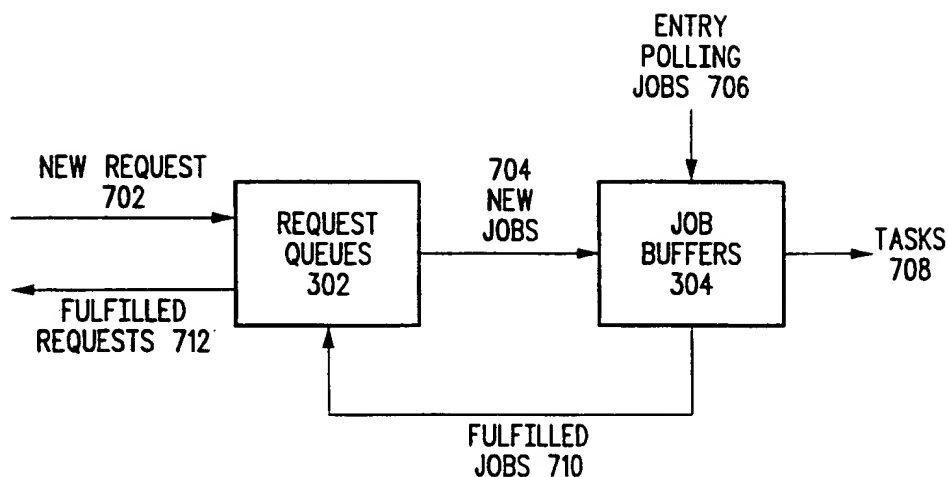 ENTRY
POLLING
JOBS 706
NEW REQUEST
702
704
NEW
JOBS
REQUEST
QUEUES
302
JOB
BUFFERS
304
TASKS
708
FULFILLED
REQUESTS 712
FULFILLED
JOBS 710